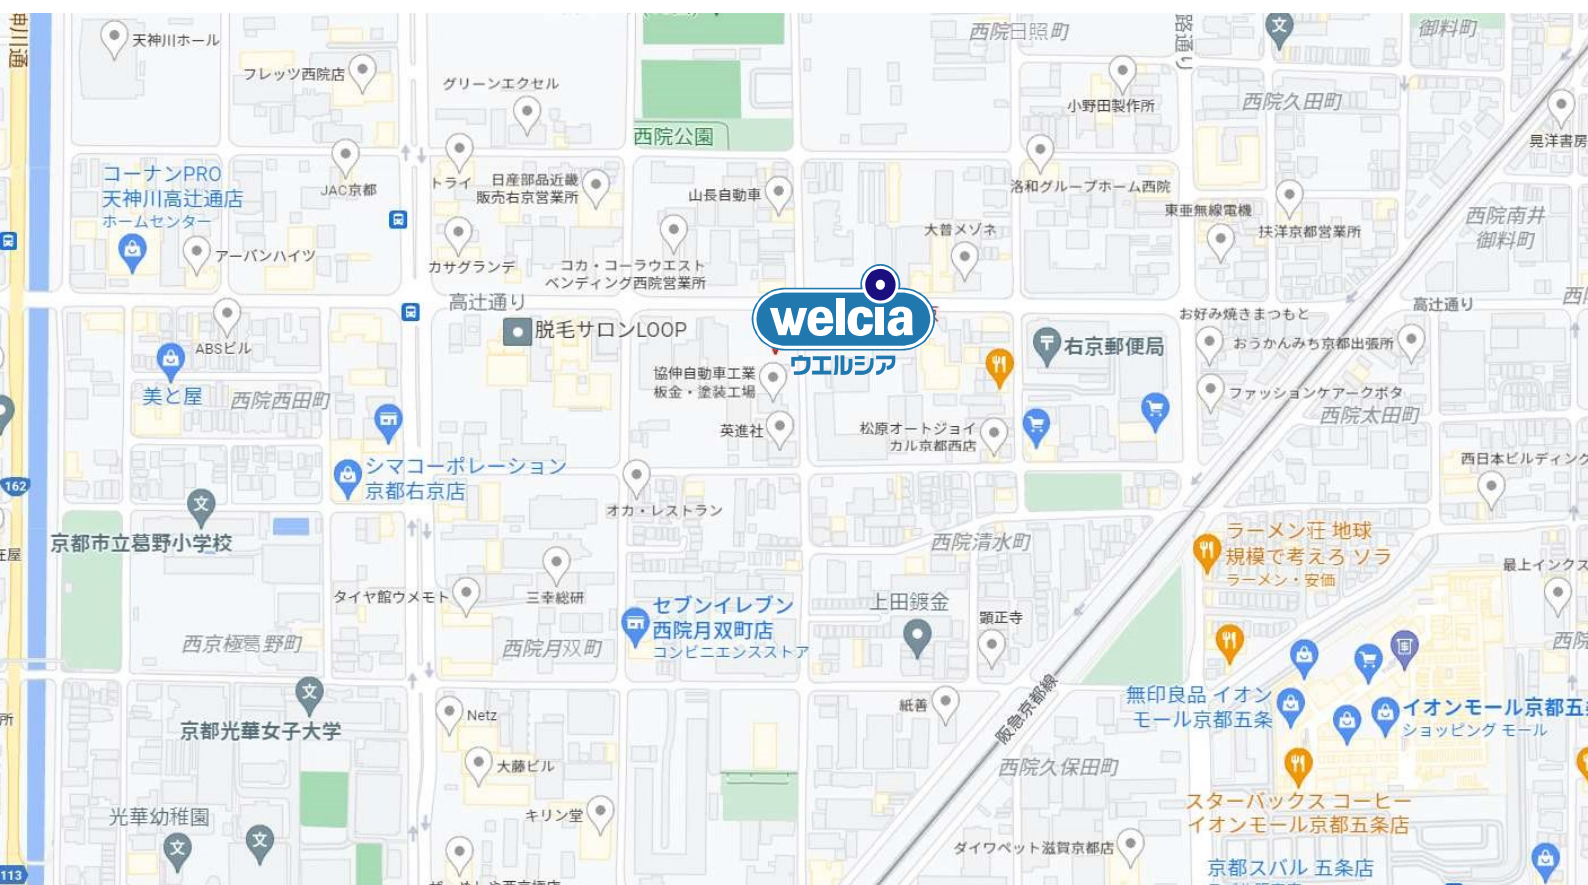 天神川ホール
フレッツ西院店
グリーンエクセル
西院日照町
路通り
御料町
小野田製作所
西院久田町
西院公園
晃洋書房
コーナンPRO
天神川高辻通店
ホームセンター
JAC京都
トライ
日産部品近畿
販売右京営業所
山長自動車
洛和グループホーム西院
東亜無線電機
扶洋京都営業所
西院南井
御料町
アーバンハイツ
カサグランデ
コカ・コーラウエスト
ベンディング西院営業所
大普メゾネ
高辻通り
高辻通り
welcia
ウエルシア
脱毛サロンLOOP
ABSビル
美と屋
西院西田町
協伸自動車工業
板金・塗装工場
英進社
松原オートジョイ
カル京都西店
右京郵便局
お好み焼きまつもと
おうかんみち京都出張所
ファッションケアークボタ
西院太田町
シマコーポレーション
京都右京店
西日本ビルディング
162
オカ・レストラン
京都市立葛野小学校
西院清水町
ラーメン荘 地球
規模で考えろ ソラ
ラーメン・安価
最上インクス
タイヤ館ウメモト
三幸総研
セブンイレブン
西院月双町店
コンビニエンスストア
上田鍍金
顕正寺
西京極葛野町
西院月双町
阪急京都線
無印良品 イオン
モール京都五条
イオンモール京都五
ショッピング モール
紙善
Netz
京都光華女子大学
大藤ビル
西院久保田町
キリン堂
光華幼稚園
スターバックス コーヒー
イオンモール京都五条店
ダイワペット滋賀京都店
京都スバル 五条店
113